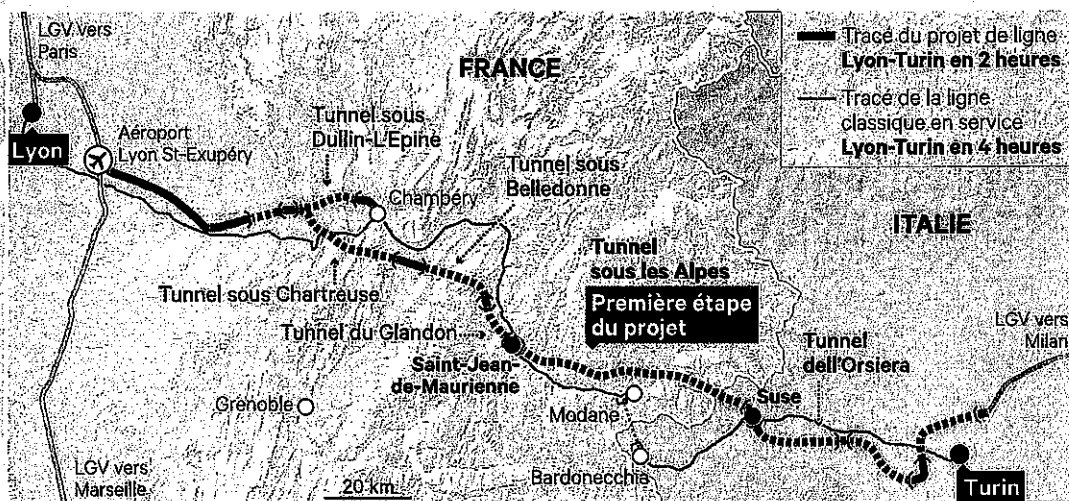 LGV vers
Paris
Lyon
Aéroport
Lyon St-Exupéry
FRANCE
Tunnel sous
Dullin-L'Epine
Champéry
Tunnel sous
Belledonne
Tracé du projet de ligne
Lyon-Turin en 2 heures
Tracé de la ligne
classique en service
Lyon-Turin en 4 heures
ITALIE
Tunnel sous Chartreuse
Tunnel du Glandon
Saint-Jean-
de-Maurienne
Tunnel
sous les Alpes
Première étape
du projet
Grenoble
Modane
Bardonecchia
Suse
Tunnel
dell'Orsiera
LGV vers
Milan
Turin
LGV vers
Marseille
20 km